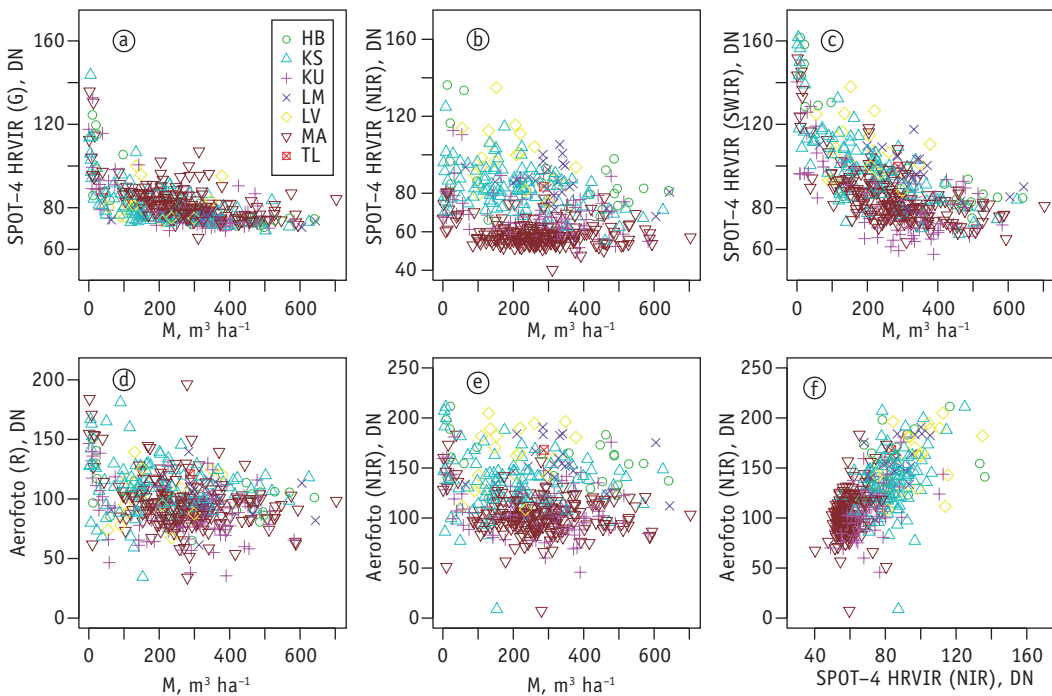 160
120
80
60
SPOT-4 HRVIR (G), DN
a
HB
KS
KU
LM
LV
MA
TL
0 200 400 600
M, m³ ha⁻¹
160
120
80
60
40
SPOT-4 HRVIR (NIR), DN
b
0 200 400 600
M, m³ ha⁻¹
160
120
80
60
SPOT-4 HRVIR (SWIR), DN
c
0 200 400 600
M, m³ ha⁻¹
200
150
100
50
0
Aerofoto (R), DN
d
0 200 400 600
M, m³ ha⁻¹
250
200
150
100
50
0
Aerofoto (NIR), DN
e
0 200 400 600
M, m³ ha⁻¹
250
200
150
100
50
0
Aerofoto (NIR), DN
f
40 80 120 160
SPOT-4 HRVIR (NIR), DN